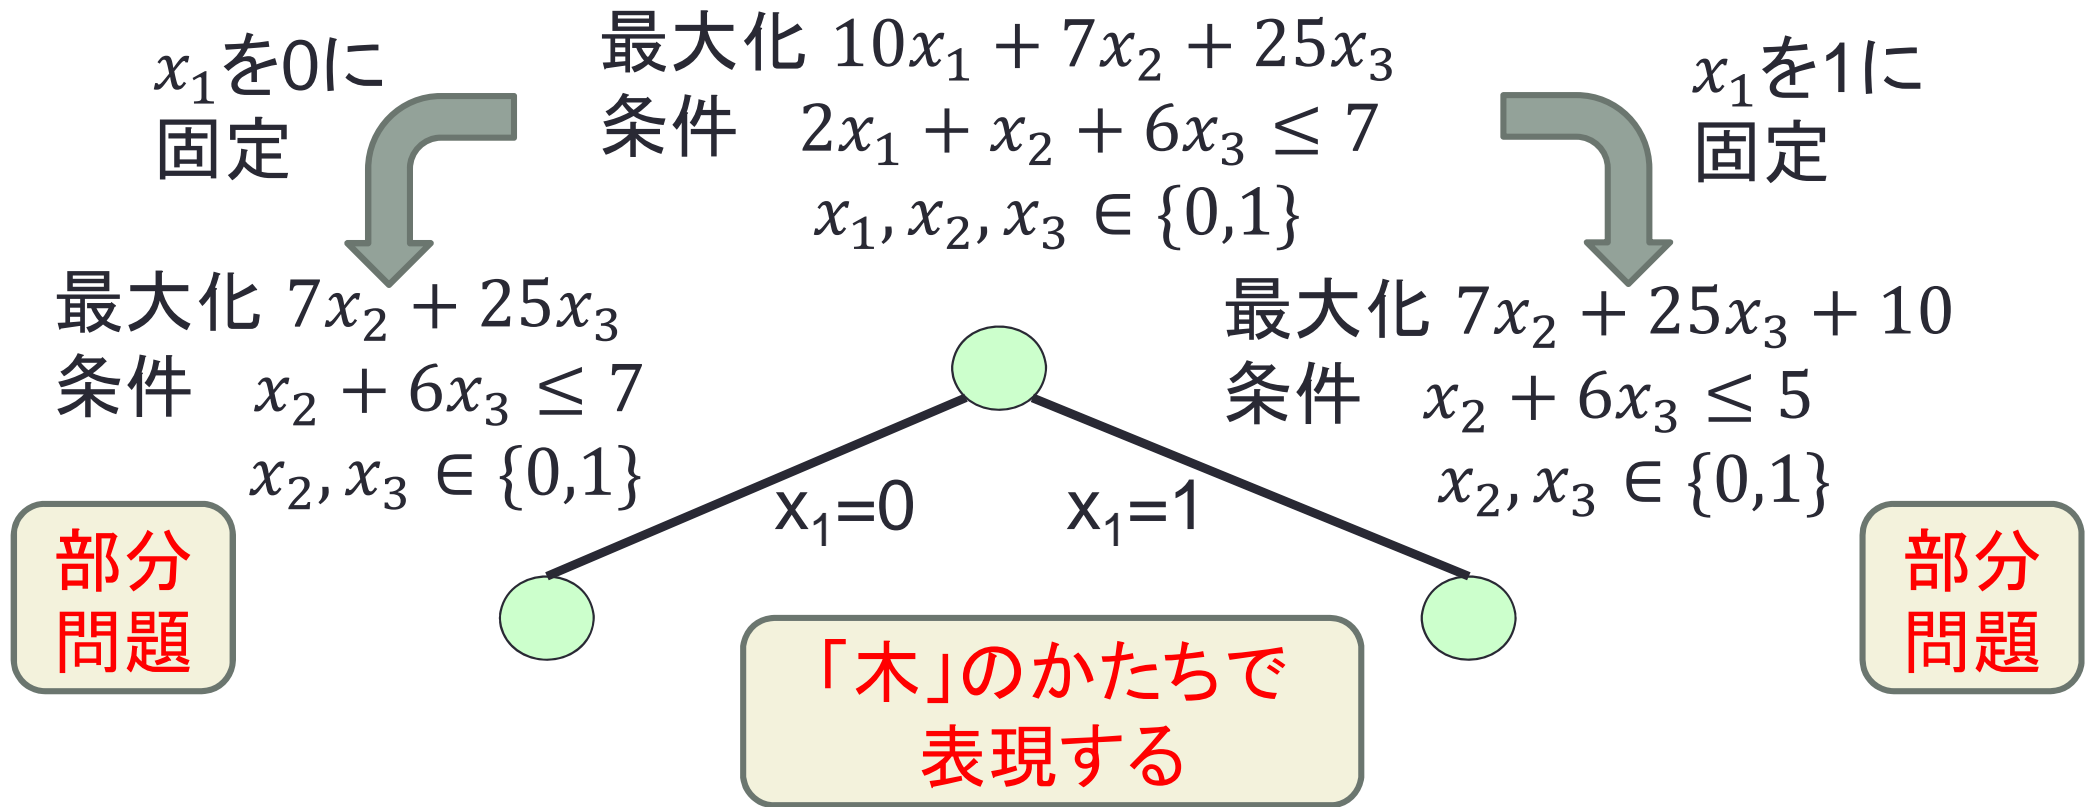 最大化 10x₁ + 7x₂ + 25x₃
条件 2x₁ + x₂ + 6x₃ ≤ 7
x₁, x₂, x₃ ∈ {0,1}
x₁を0に
固定
x₁を1に
固定
最大化 7x₂ + 25x₃
条件 x₂ + 6x₃ ≤ 7
x₂, x₃ ∈ {0,1}
最大化 7x₂ + 25x₃ + 10
条件 x₂ + 6x₃ ≤ 5
x₂, x₃ ∈ {0,1}
x₁=0
x₁=1
部分
問題
部分
問題
「木」のかたちで
表現する